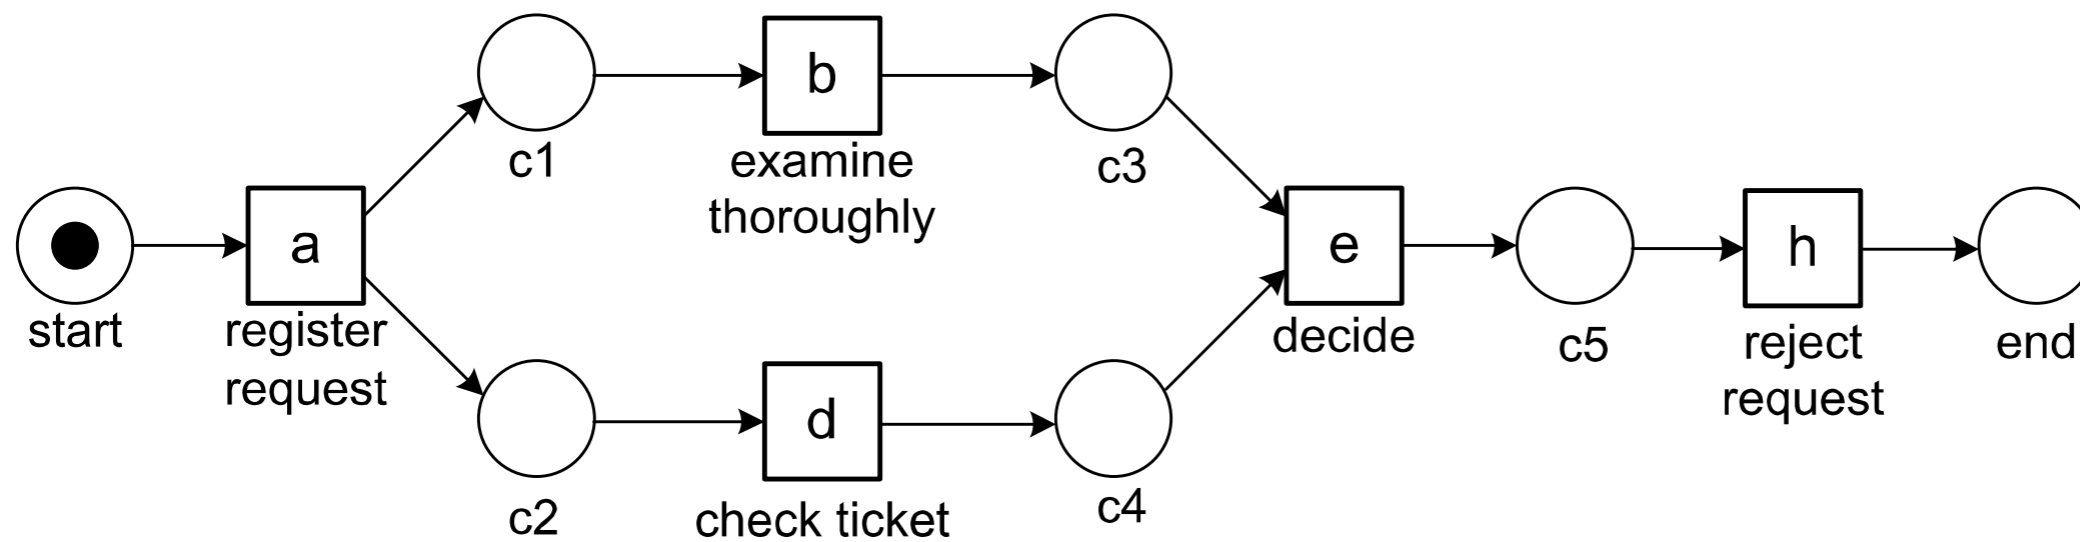 c1
b
examine
thoroughly
c3
start
a
register
request
e
decide
c5
h
reject
request
end
c2
d
check ticket
c4